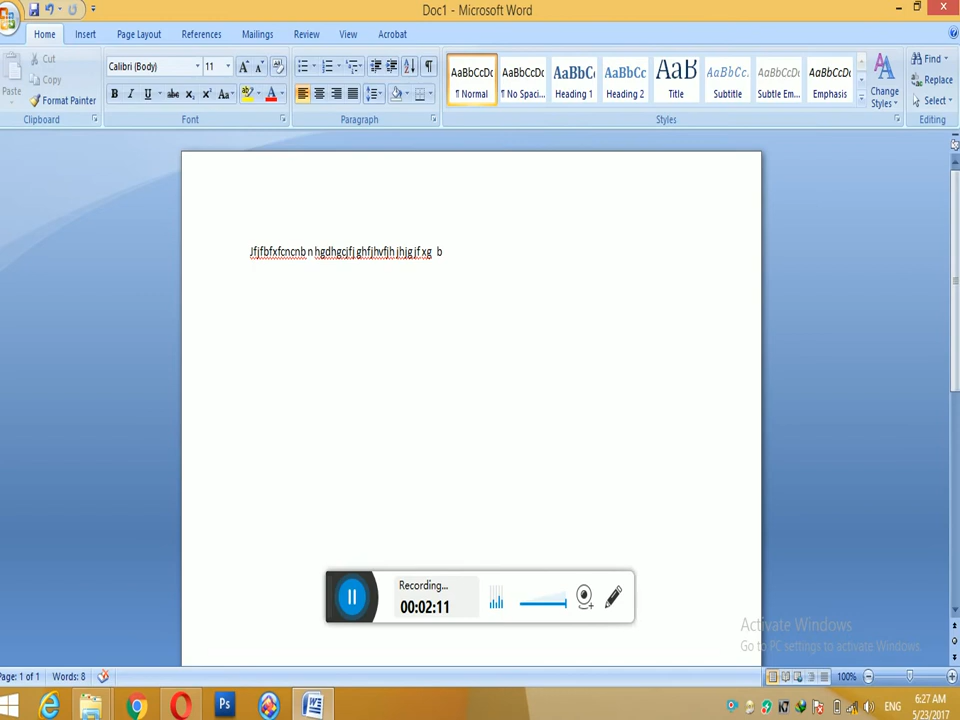 Doc1 - Microsoft Word
Home Insert Page Layout References Mailings Review View Acrobat
Paste
Cut
Copy
Format Painter
Clipboard
Calibri (Body) 11
Font
Paragraph
AaBbCcDc AaBbCcDc AaBbCc AaBbCc AaB AaBbCc. AaBbCcDc AaBbCcDc
¶ Normal ¶ No Spaci... Heading 1 Heading 2 Title Subtitle Subtle Em... Emphasis
Change Styles
Styles
Find
Replace
Select
Editing
Jfjfbfxfcncnb n hgdhgcjfj ghfjhvfjh jhjg jf xg b
Recording...
00:02:11
Activate Windows
Go to PC settings to activate Windows.
Page: 1 of 1 Words: 8 100%
Ps
ENG
6:27 AM
5/23/2017